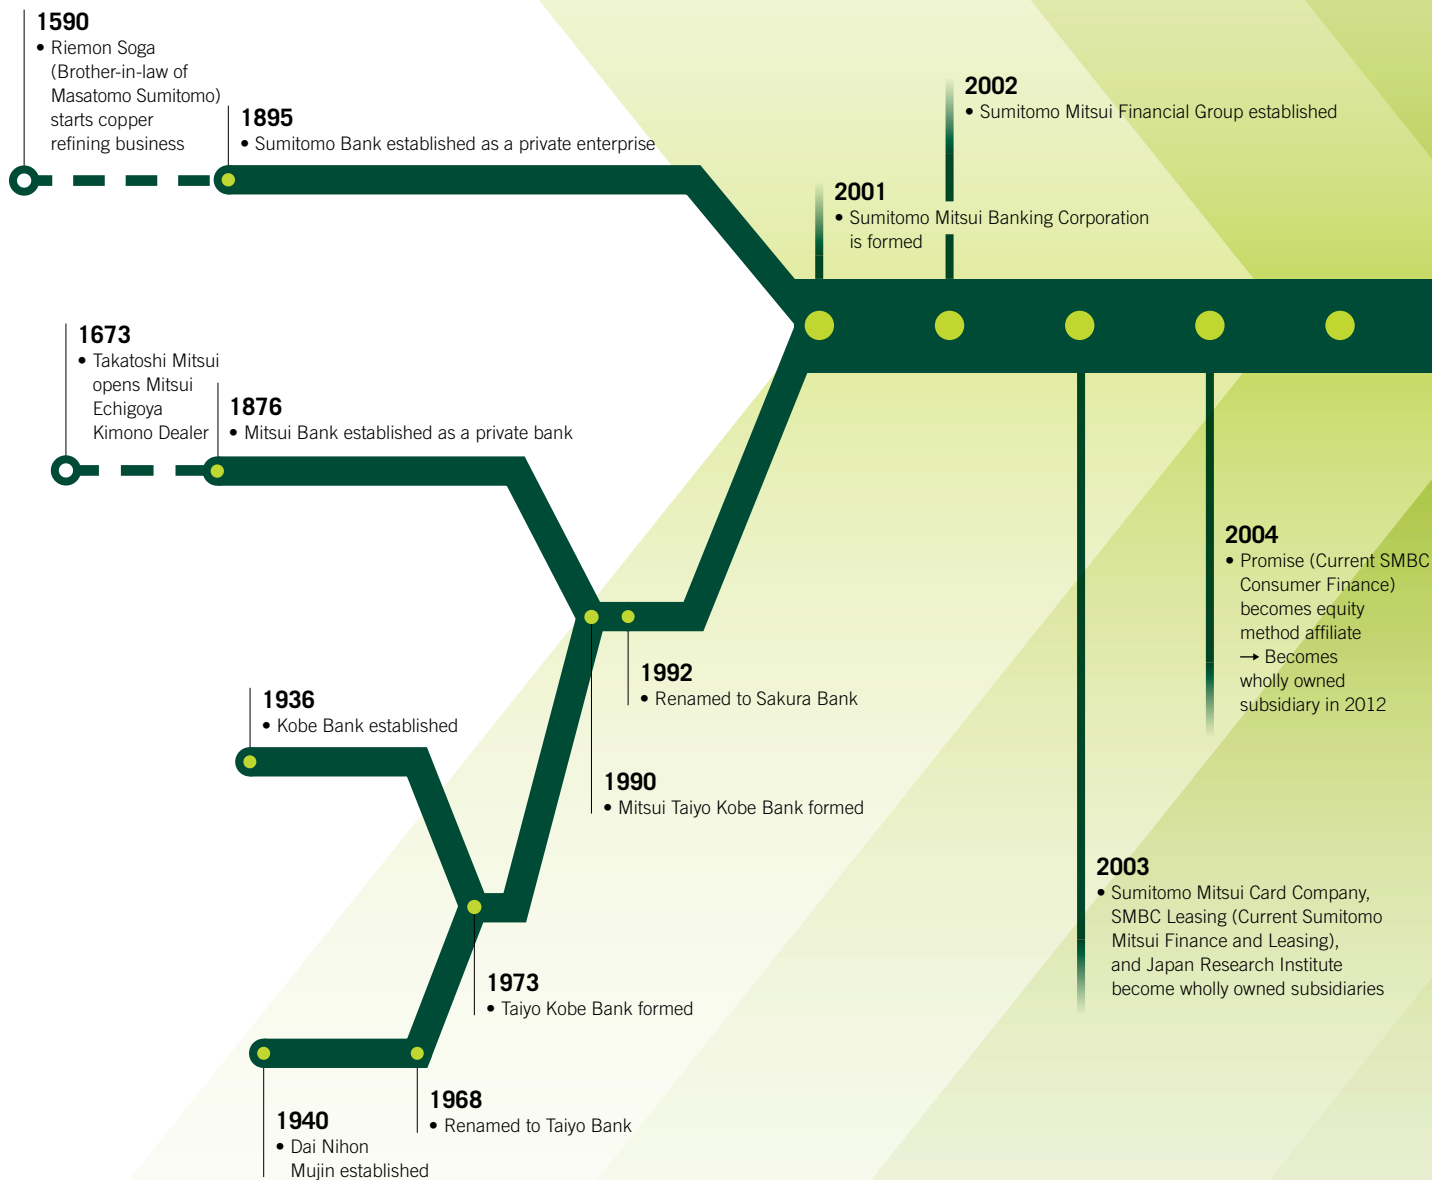 1590
• Riemon Soga
(Brother-in-law of
Masatomo Sumitomo)
starts copper
refining business
1895
• Sumitomo Bank established as a private enterprise
2002
• Sumitomo Mitsui Financial Group established
2001
• Sumitomo Mitsui Banking Corporation
is formed
1673
• Takatoshi Mitsui
opens Mitsui
Echigoya
Kimono Dealer
1876
• Mitsui Bank established as a private bank
2004
• Promise (Current SMBC
Consumer Finance)
becomes equity
method affiliate
→ Becomes
wholly owned
subsidiary in 2012
1992
• Renamed to Sakura Bank
1936
• Kobe Bank established
1990
• Mitsui Taiyo Kobe Bank formed
2003
• Sumitomo Mitsui Card Company,
SMBC Leasing (Current Sumitomo
Mitsui Finance and Leasing),
and Japan Research Institute
become wholly owned subsidiaries
1973
• Taiyo Kobe Bank formed
1968
• Renamed to Taiyo Bank
1940
• Dai Nihon
Mujin established